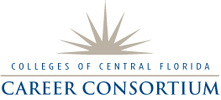 COLLEGES OF CENTRAL FLORIDA
CAREER CONSORTIUM